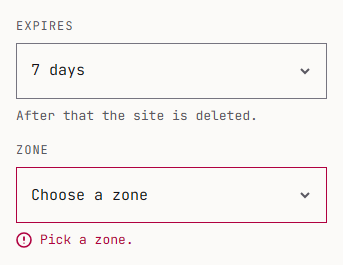 EXPIRES
7 days
After that the site is deleted.
ZONE
Choose a zone
Pick a zone.